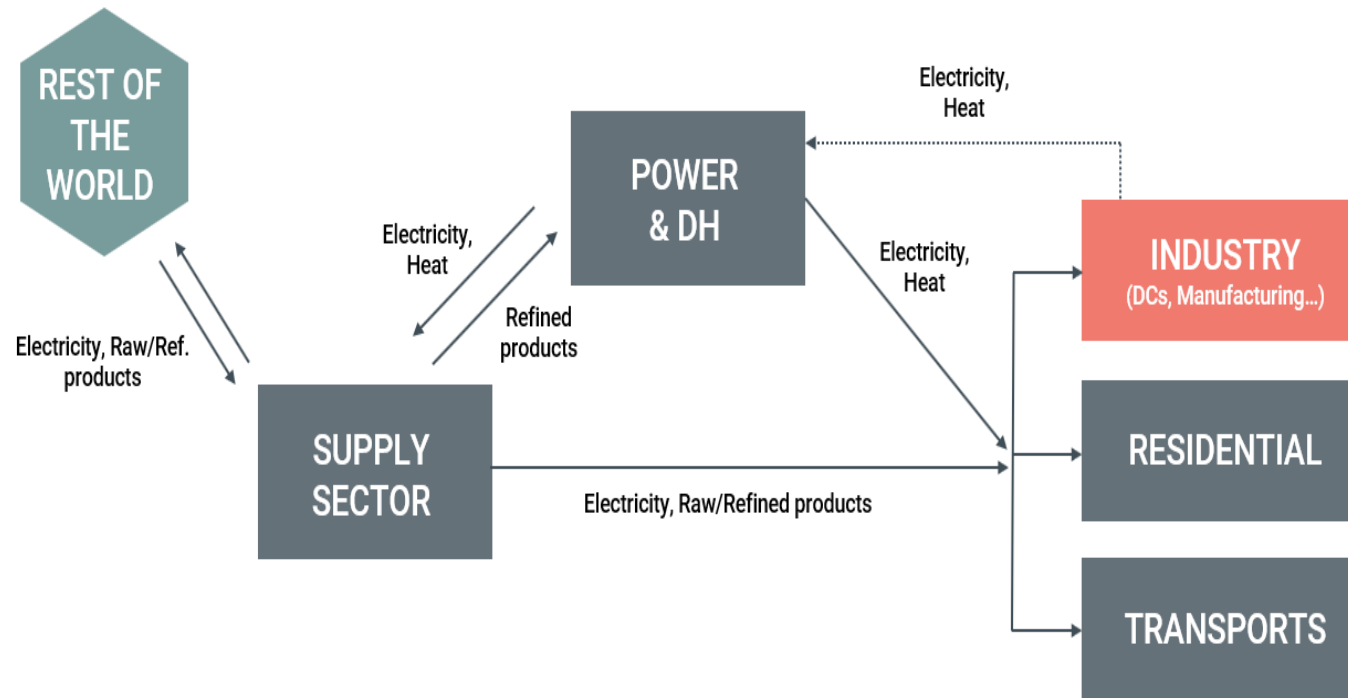 REST OF
THE
WORLD
Electricity,
Heat
POWER
& DH
Electricity,
Heat
Electricity,
Heat
INDUSTRY
(DCs, Manufacturing...)
Refined
products
Electricity, Raw/Ref.
products
SUPPLY
SECTOR
RESIDENTIAL
Electricity, Raw/Refined products
TRANSPORTS